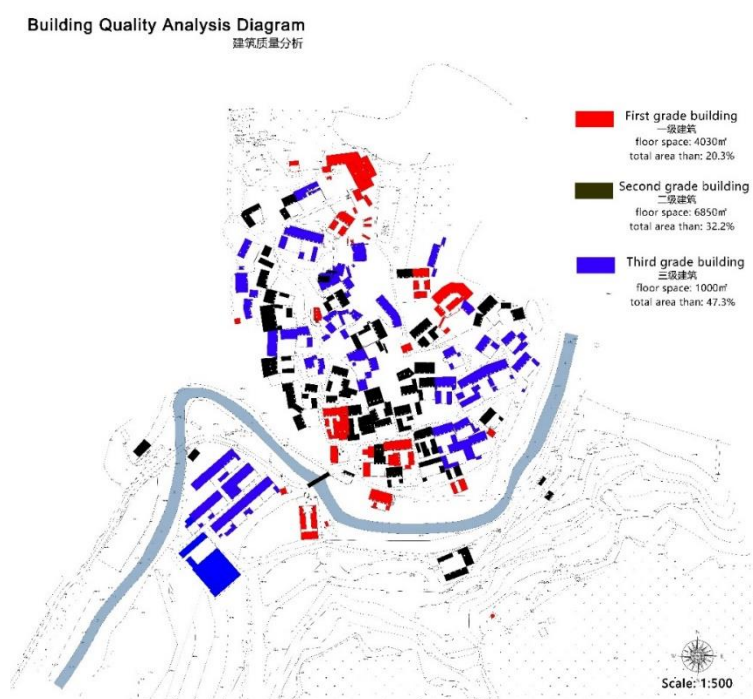 Building Quality Analysis Diagram
建筑质量分析
First grade building
一级建筑
floor space: 4030㎡
total area than: 20.3%
Second grade building
二级建筑
floor space: 6850㎡
total area than: 32.2%
Third grade building
三级建筑
floor space: 1000㎡
total area than: 47.3%
Scale: 1:500